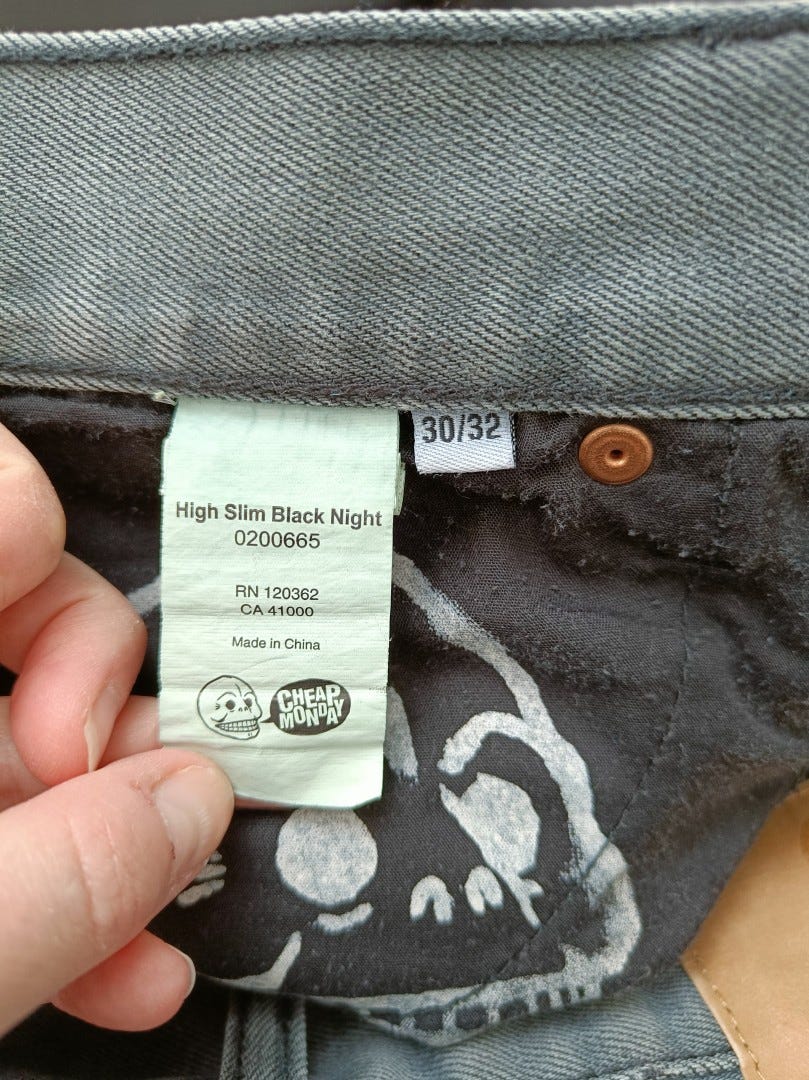 30/32
High Slim Black Night
0200665
RN 120362
CA 41000
Made in China
CHEAP
MONDAY